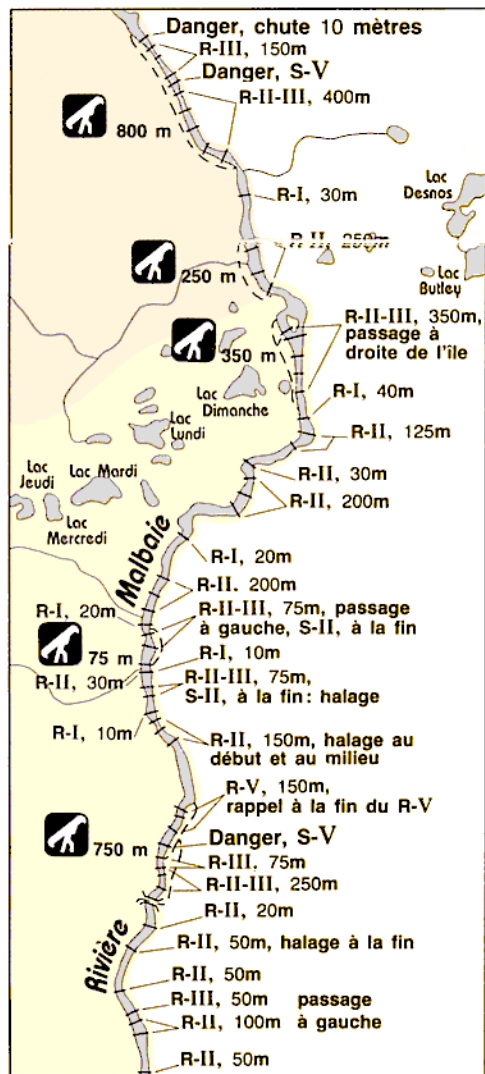 Danger, chute 10 mètres
R-III, 150m
Danger, S-V
R-II-III, 400m
800 m
R-I, 30m
Lac
Desnos
R-II, 250m
250 m
Lac
Butley
R-II-III, 350m,
passage à
droite de l'île
350 m
Lac
Dimanche
R-I, 40m
Lac
Lundi
R-II, 125m
Lac
Jeudi
Lac Mardi
R-II, 30m
R-II, 200m
Lac
Mercredi
Malbaie
R-I, 20m
R-II. 200m
R-I, 20m
R-II-III, 75m, passage
à gauche, S-II, à la fin
75 m
R-I, 10m
R-II, 30m
R-II-III, 75m,
S-II, à la fin: halage
R-I, 10m
R-II, 150m, halage au
début et au milieu
R-V, 150m,
rappel à la fin du R-V
750 m
Danger, S-V
R-III. 75m
R-II-III, 250m
R-II, 20m
Rivière
R-II, 50m, halage à la fin
R-II, 50m
R-III, 50m passage
R-II, 100m à gauche
R-II, 50m